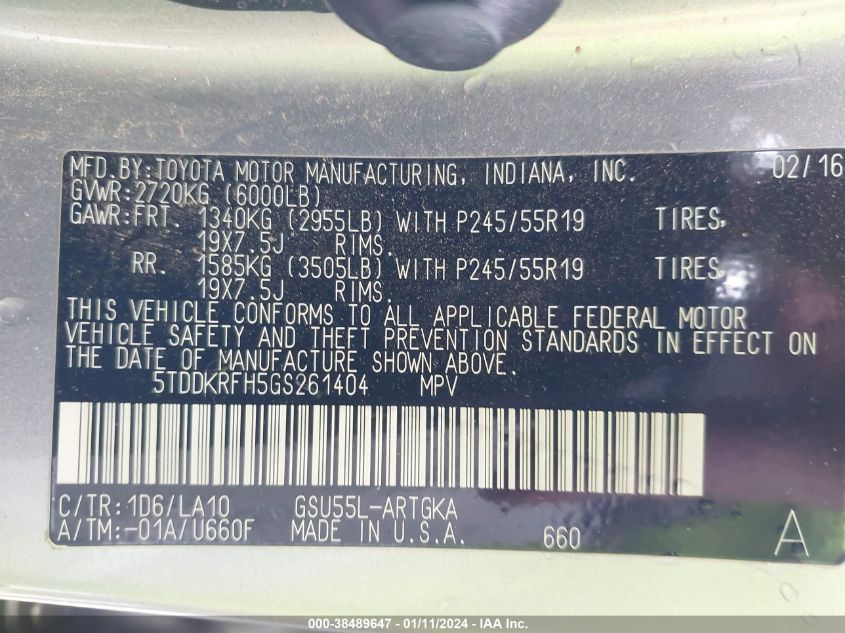 MFD.BY:TOYOTA MOTOR MANUFACTURING, INDIANA, INC. 02/16
GVWR:2720KG (6000LB)
GAWR:FRT. 1340KG (2955LB) WITH P245/55R19 TIRES,
19X7.5J RIMS.
RR. 1585KG (3505LB) WITH P245/55R19 TIRES,
19X7.5J RIMS.
THIS VEHICLE CONFORMS TO ALL APPLICABLE FEDERAL MOTOR
VEHICLE SAFETY AND THEFT PREVENTION STANDARDS IN EFFECT ON
THE DATE OF MANUFACTURE SHOWN ABOVE.
5TDDKRFH5GS261404 MPV
C/TR:1D6/LA10 GSU55L-ARTGKA
A/TM:-01A/U660F MADE IN U.S.A. 660 A
000-38489647 - 01/11/2024 - IAA Inc.